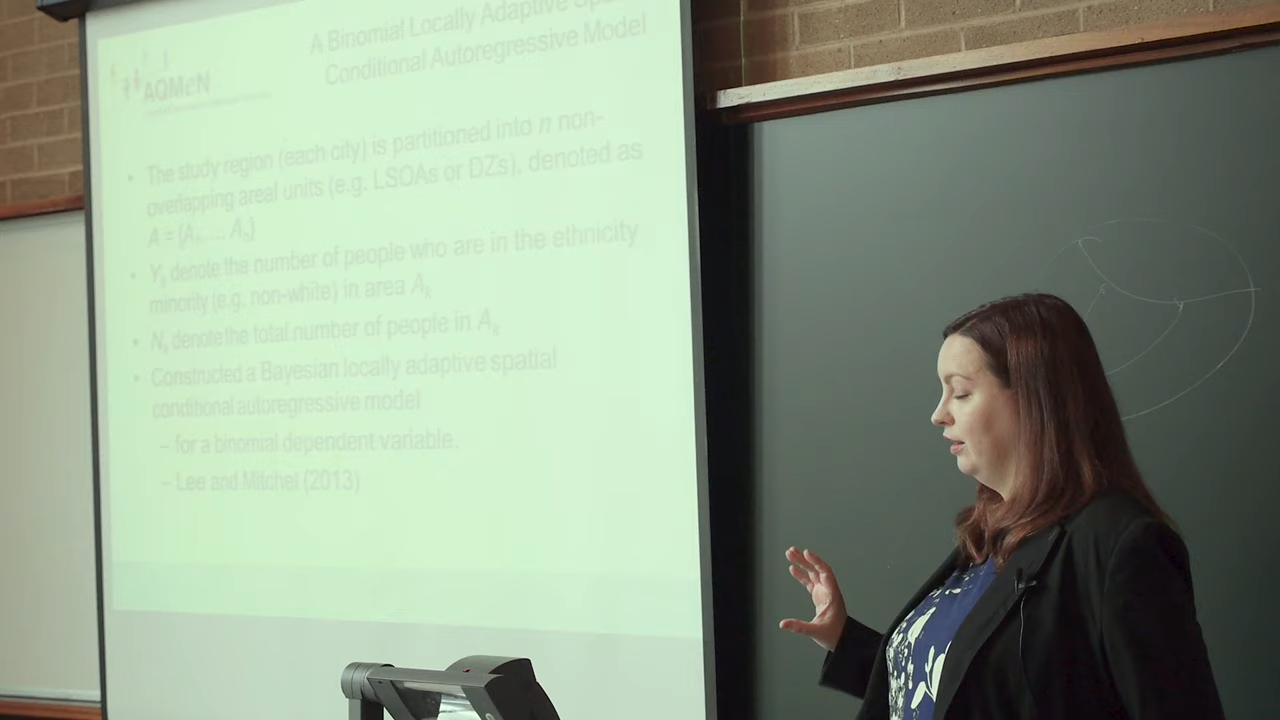 A Binomial Locally Adaptive
Conditional Autoregressive Model
AQMeN
• The study region (each city) is partitioned into n non-
overlapping areal units (e.g. LSOAs or DZs), denoted as
A = {A₁, … Aₙ}
• Yₖ denote the number of people who are in the ethnicity
minority (e.g. non-white) in area Aₖ
• Nₖ denote the total number of people in Aₖ
• Constructed a Bayesian locally adaptive spatial
conditional autoregressive model
– for a binomial dependent variable.
– Lee and Mitchel (2013)